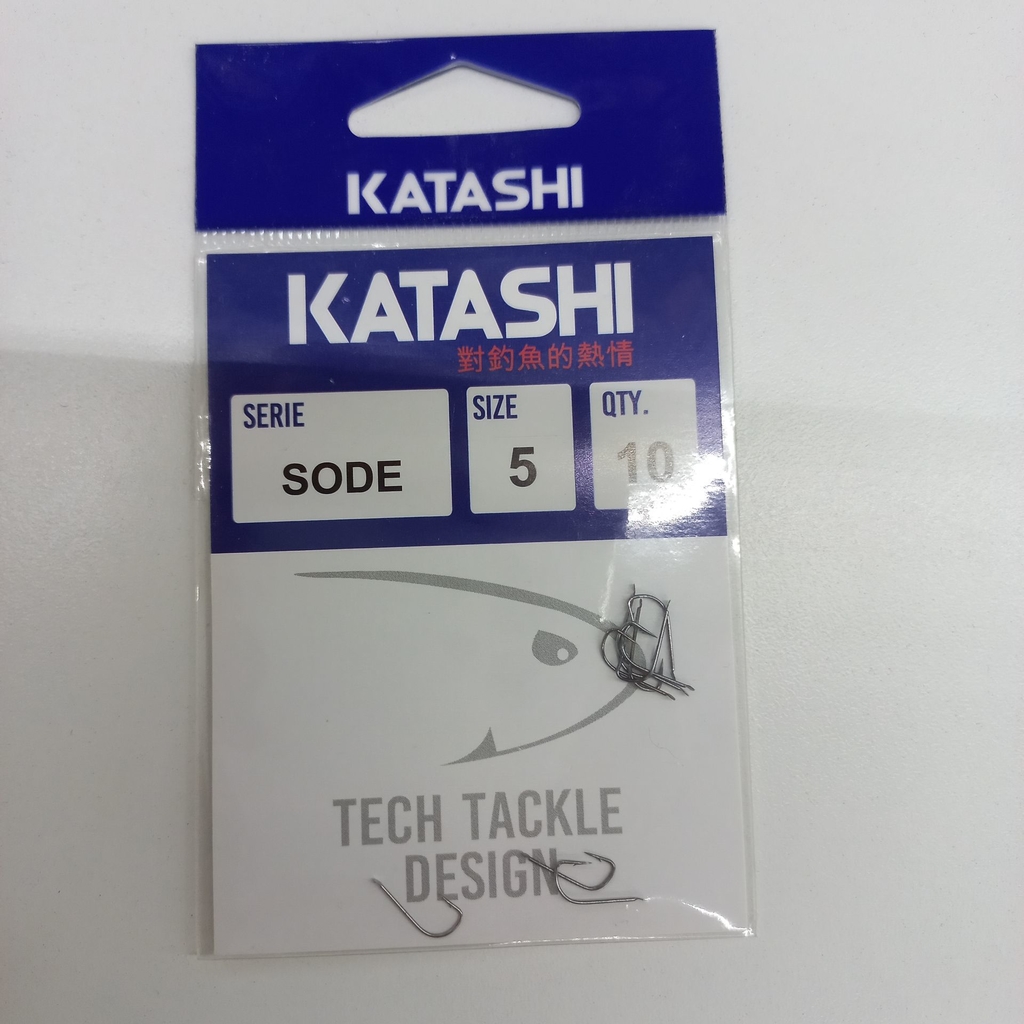 KATASHI
KATASHI
對釣魚的熱情
SERIE
SIZE
QTY.
SODE
5
10
TECH TACKLE
DESIGN